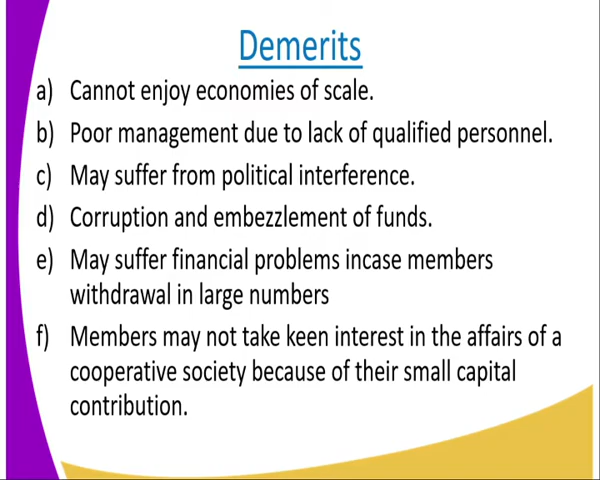 Demerits
a) Cannot enjoy economies of scale.
b) Poor management due to lack of qualified personnel.
c) May suffer from political interference.
d) Corruption and embezzlement of funds.
e) May suffer financial problems incase members
withdrawal in large numbers
f) Members may not take keen interest in the affairs of a
cooperative society because of their small capital
contribution.